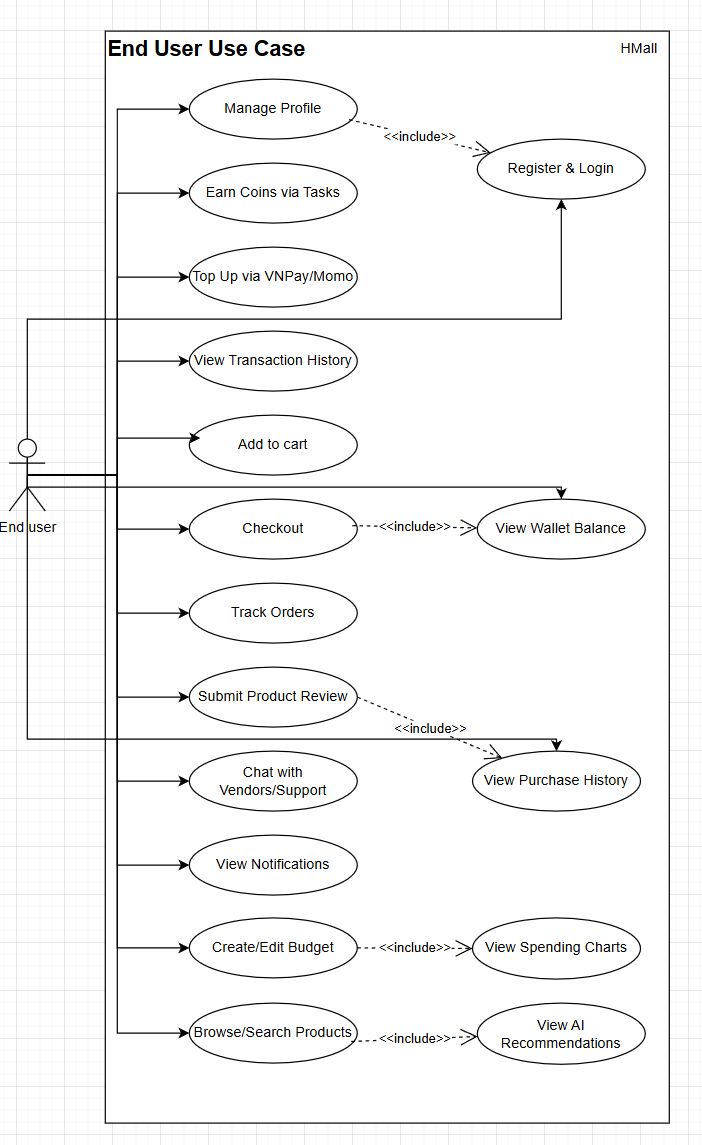 End User Use Case
HMall
Manage Profile
<<include>>
Register & Login
Earn Coins via Tasks
Top Up via VNPay/Momo
View Transaction History
Add to cart
End user
Checkout
<<include>>
View Wallet Balance
Track Orders
Submit Product Review
<<include>>
View Purchase History
Chat with
Vendors/Support
View Notifications
Create/Edit Budget
<<include>>
View Spending Charts
Browse/Search Products
<<include>>
View AI
Recommendations